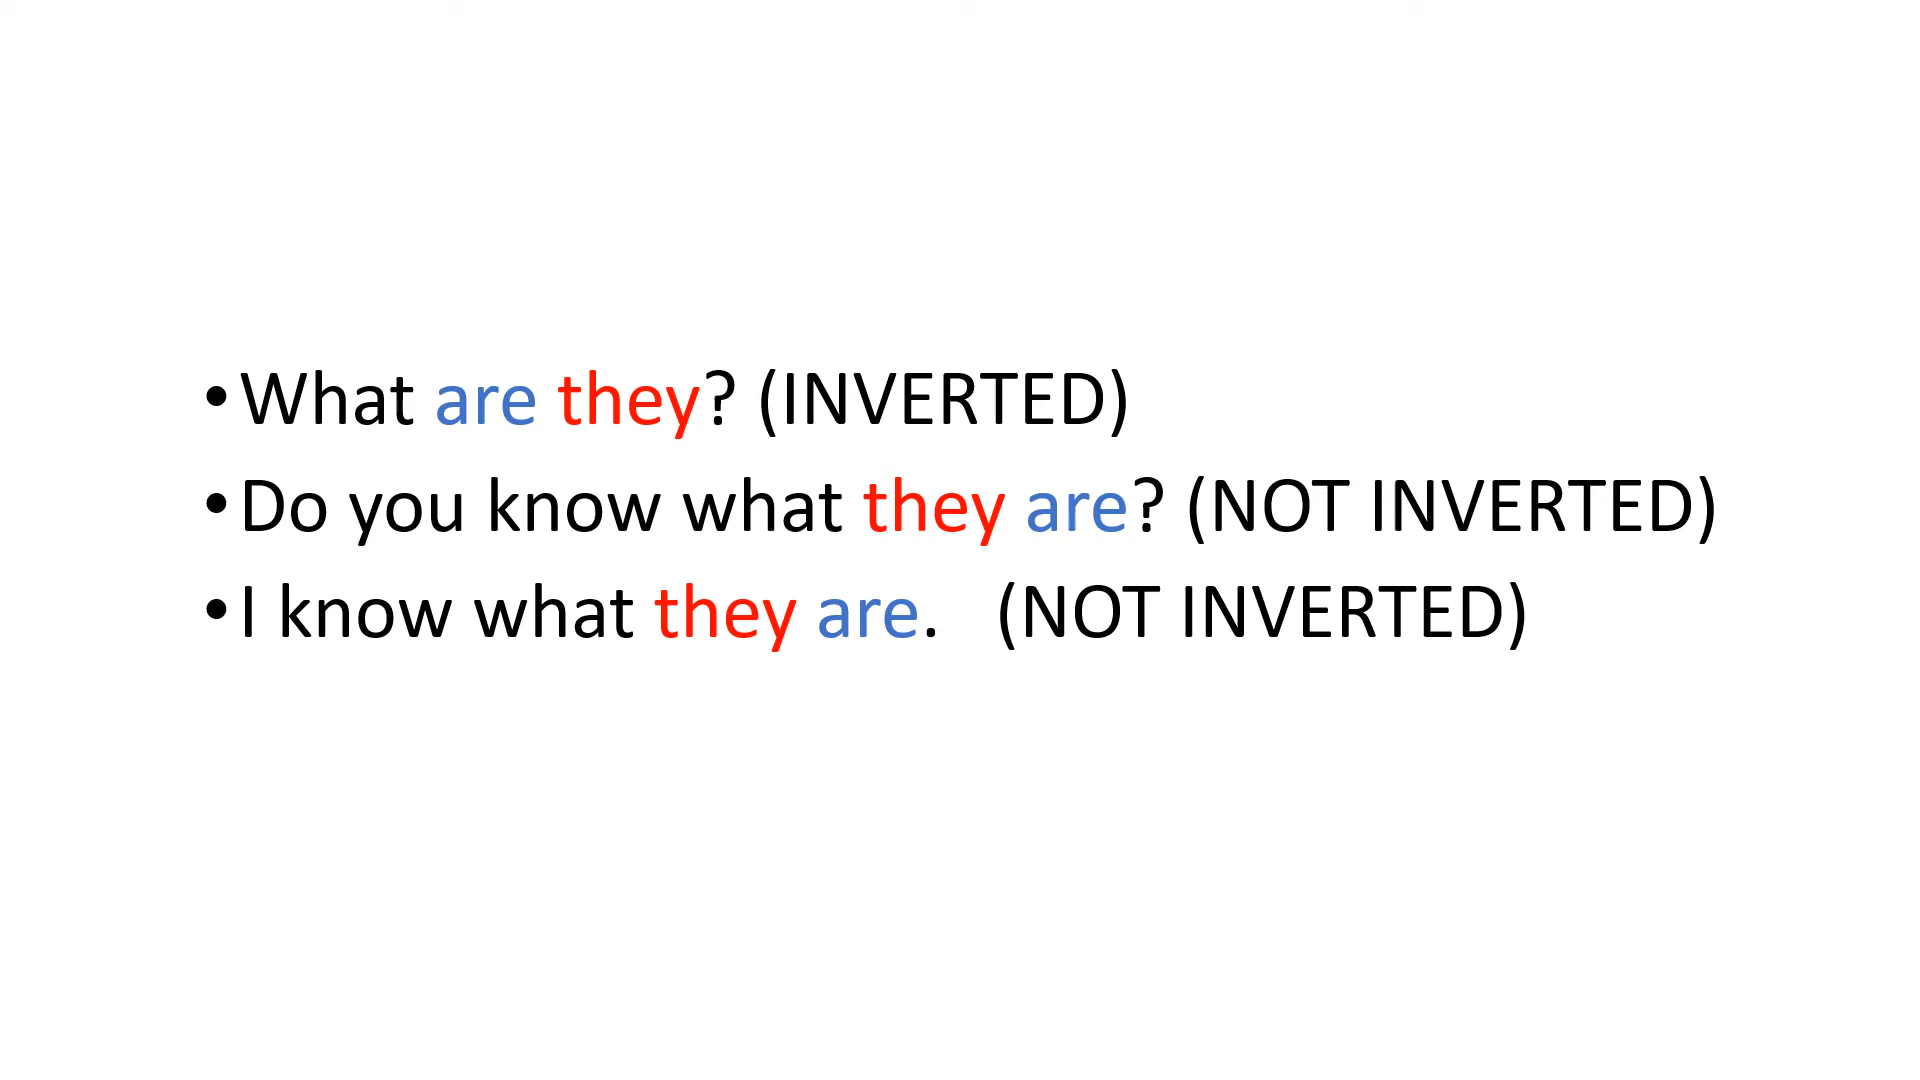 • What are they? (INVERTED)
• Do you know what they are? (NOT INVERTED)
• I know what they are. (NOT INVERTED)